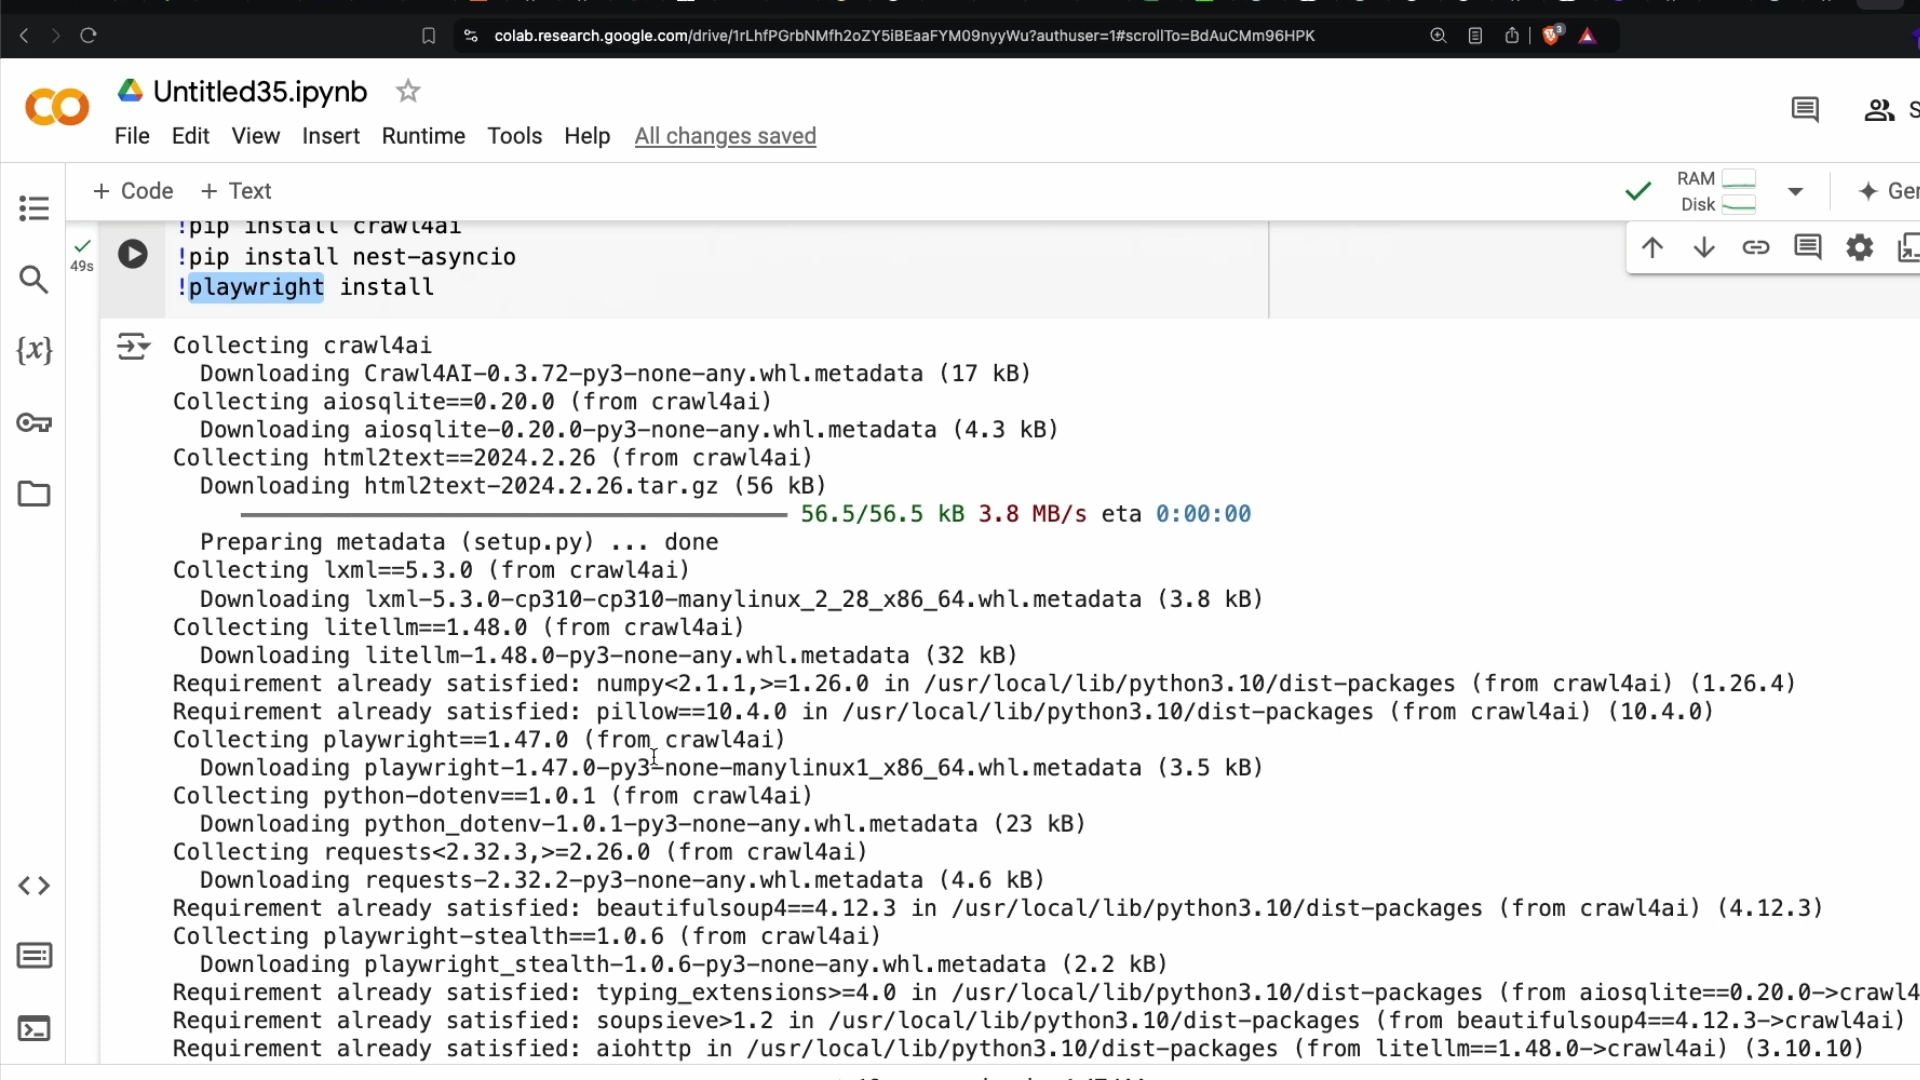 colab.research.google.com/drive/1rLhfPGrbNMfh2oZY5iBEaaFYM09nyyWu?authuser=1#scrollTo=BdAuCMm96HPK
3
Untitled35.ipynb
File Edit View Insert Runtime Tools Help All changes saved
+ Code + Text
RAM
Disk
!pip install crawl4ai
!pip install nest-asyncio
!playwright install
49s
Collecting crawl4ai
Downloading Crawl4AI-0.3.72-py3-none-any.whl.metadata (17 kB)
Collecting aiosqlite==0.20.0 (from crawl4ai)
Downloading aiosqlite-0.20.0-py3-none-any.whl.metadata (4.3 kB)
Collecting html2text==2024.2.26 (from crawl4ai)
Downloading html2text-2024.2.26.tar.gz (56 kB)
56.5/56.5 kB 3.8 MB/s eta 0:00:00
Preparing metadata (setup.py) ... done
Collecting lxml==5.3.0 (from crawl4ai)
Downloading lxml-5.3.0-cp310-cp310-manylinux_2_28_x86_64.whl.metadata (3.8 kB)
Collecting litellm==1.48.0 (from crawl4ai)
Downloading litellm-1.48.0-py3-none-any.whl.metadata (32 kB)
Requirement already satisfied: numpy<2.1.1,>=1.26.0 in /usr/local/lib/python3.10/dist-packages (from crawl4ai) (1.26.4)
Requirement already satisfied: pillow==10.4.0 in /usr/local/lib/python3.10/dist-packages (from crawl4ai) (10.4.0)
Collecting playwright==1.47.0 (from crawl4ai)
Downloading playwright-1.47.0-py3-none-manylinux1_x86_64.whl.metadata (3.5 kB)
Collecting python-dotenv==1.0.1 (from crawl4ai)
Downloading python_dotenv-1.0.1-py3-none-any.whl.metadata (23 kB)
Collecting requests<2.32.3,>=2.26.0 (from crawl4ai)
Downloading requests-2.32.2-py3-none-any.whl.metadata (4.6 kB)
Requirement already satisfied: beautifulsoup4==4.12.3 in /usr/local/lib/python3.10/dist-packages (from crawl4ai) (4.12.3)
Collecting playwright-stealth==1.0.6 (from crawl4ai)
Downloading playwright_stealth-1.0.6-py3-none-any.whl.metadata (2.2 kB)
Requirement already satisfied: typing_extensions>=4.0 in /usr/local/lib/python3.10/dist-packages (from aiosqlite==0.20.0->crawl4
Requirement already satisfied: soupsieve>1.2 in /usr/local/lib/python3.10/dist-packages (from beautifulsoup4==4.12.3->crawl4ai)
Requirement already satisfied: aiohttp in /usr/local/lib/python3.10/dist-packages (from litellm==1.48.0->crawl4ai) (3.10.10)